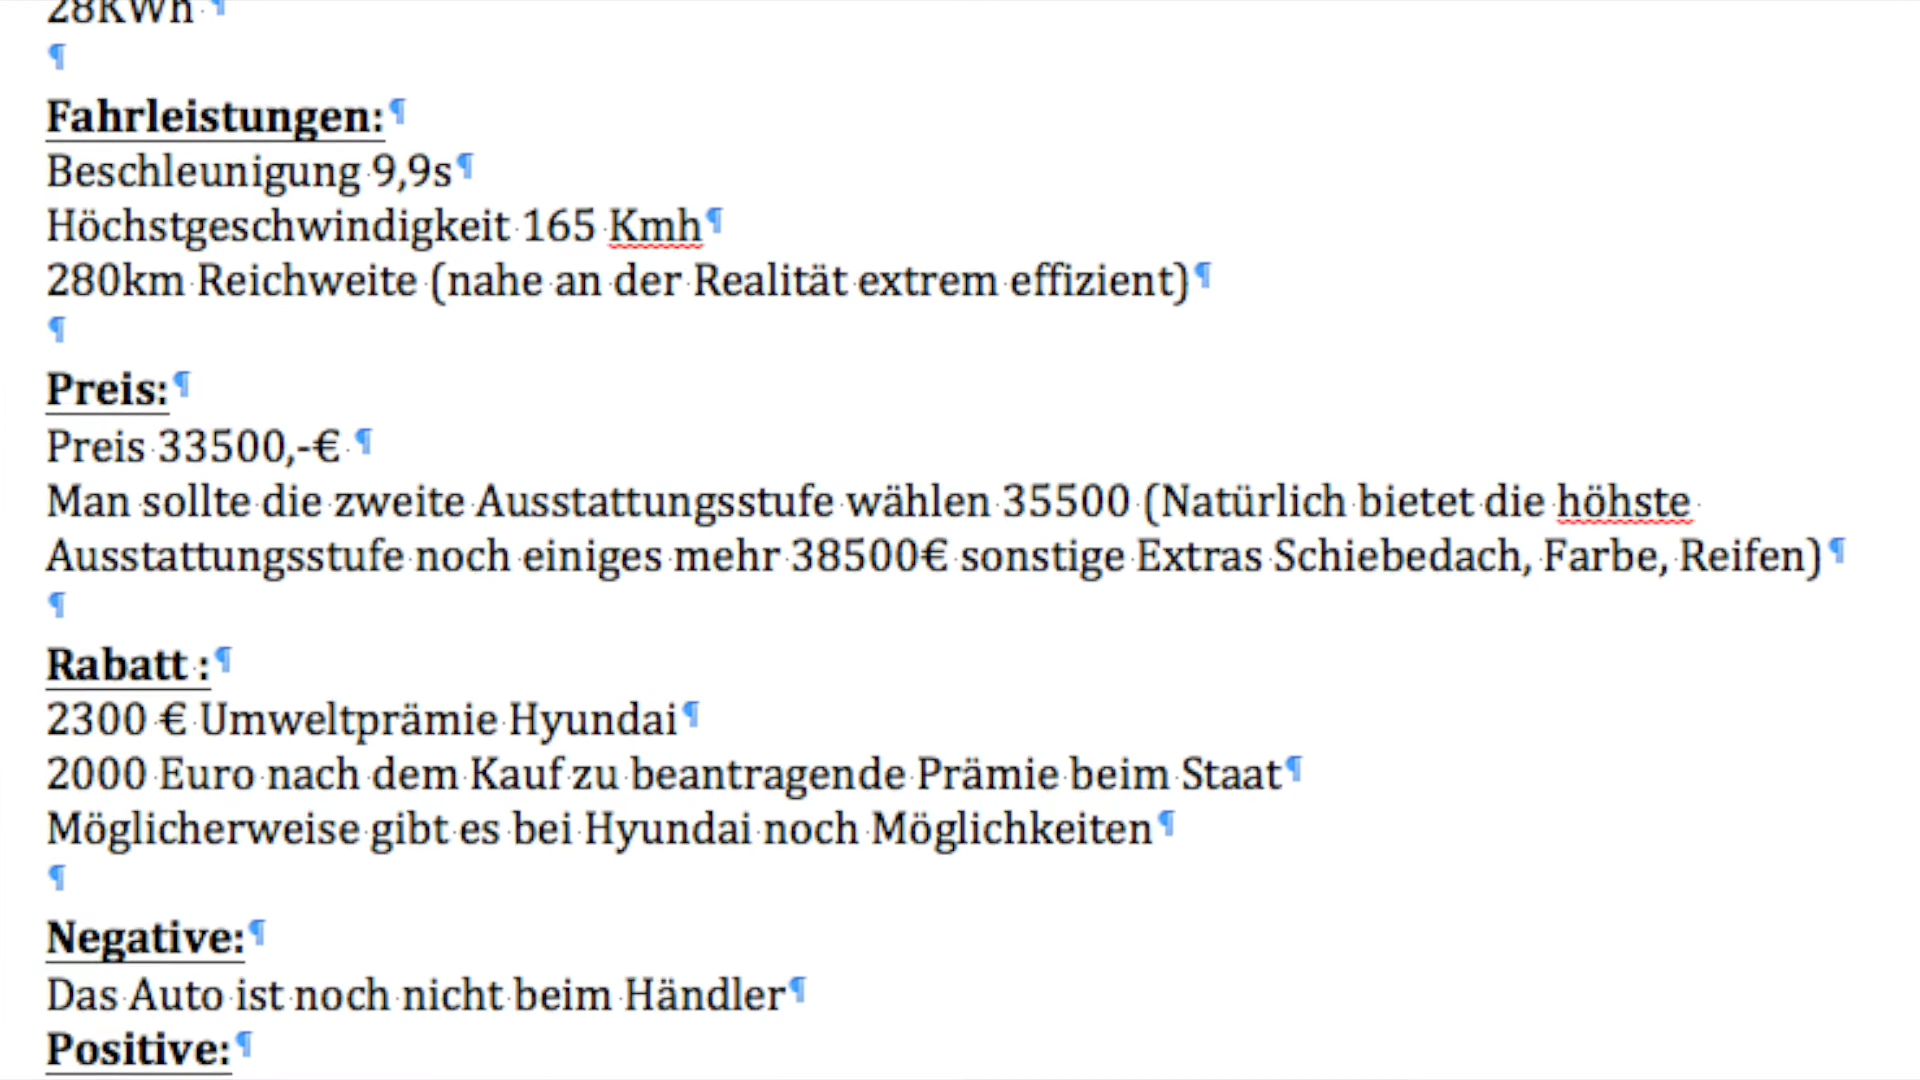 28KWh
Fahrleistungen:
Beschleunigung 9,9s
Höchstgeschwindigkeit 165 Kmh
280km Reichweite (nahe an der Realität extrem effizient)
Preis:
Preis 33500,-€
Man sollte die zweite Ausstattungsstufe wählen 35500 (Natürlich bietet die höhste
Ausstattungsstufe noch einiges mehr 38500€ sonstige Extras Schiebedach, Farbe, Reifen)
Rabatt :
2300 € Umweltprämie Hyundai
2000 Euro nach dem Kauf zu beantragende Prämie beim Staat
Möglicherweise gibt es bei Hyundai noch Möglichkeiten
Negative:
Das Auto ist noch nicht beim Händler
Positive: